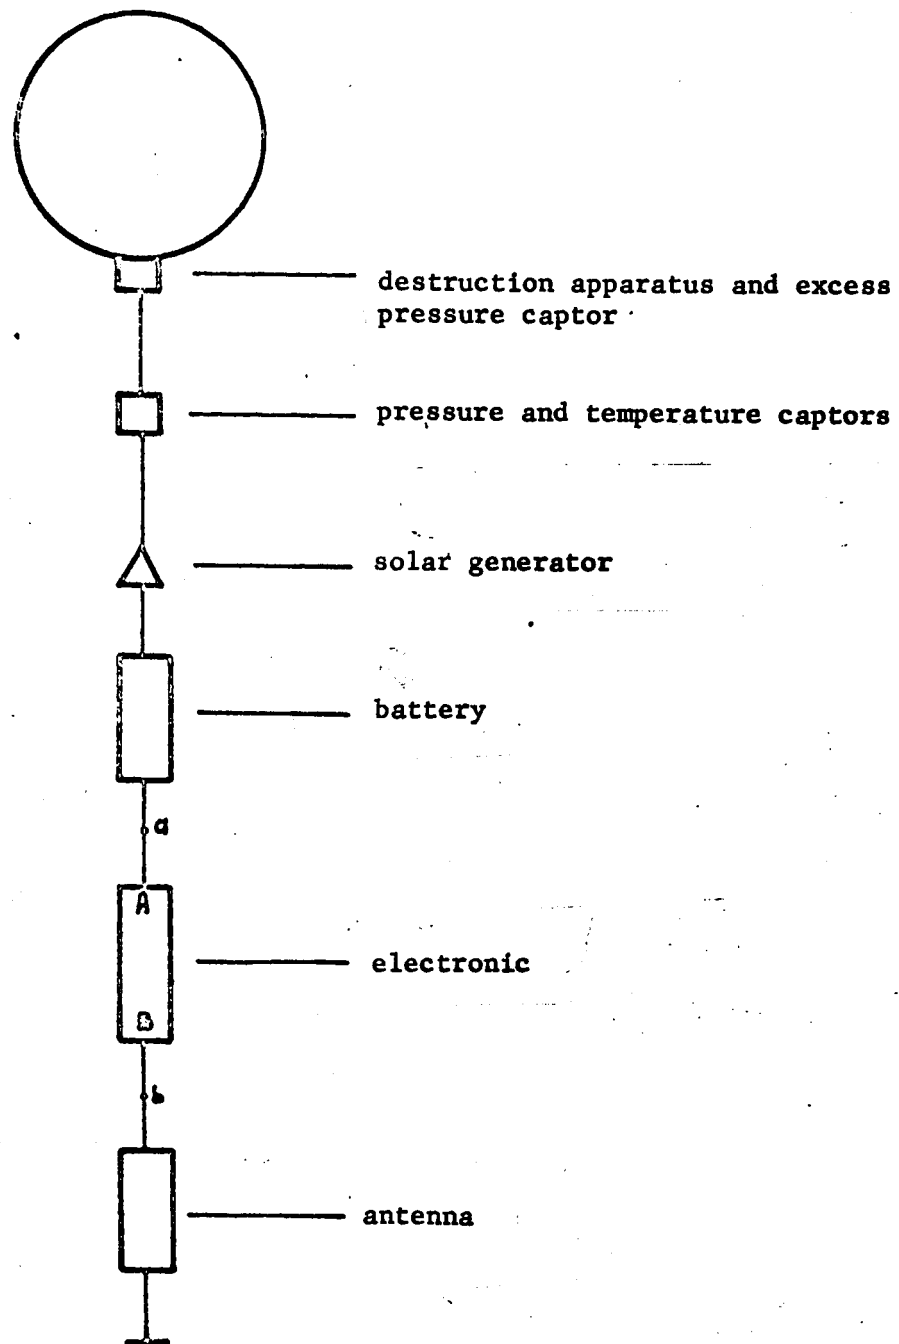 destruction apparatus and excess
pressure captor
pressure and temperature captors
solar generator
battery
a
A
electronic
B
b
antenna